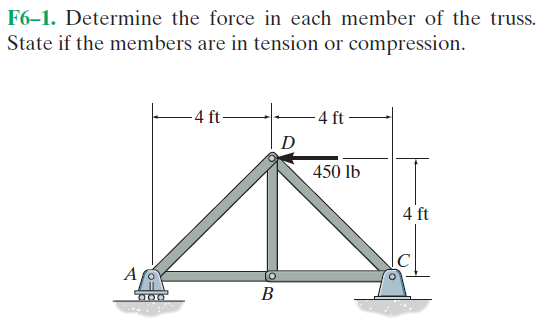 F6–1. Determine the force in each member of the truss.
State if the members are in tension or compression.
4 ft
4 ft
D
450 lb
4 ft
C
A
B